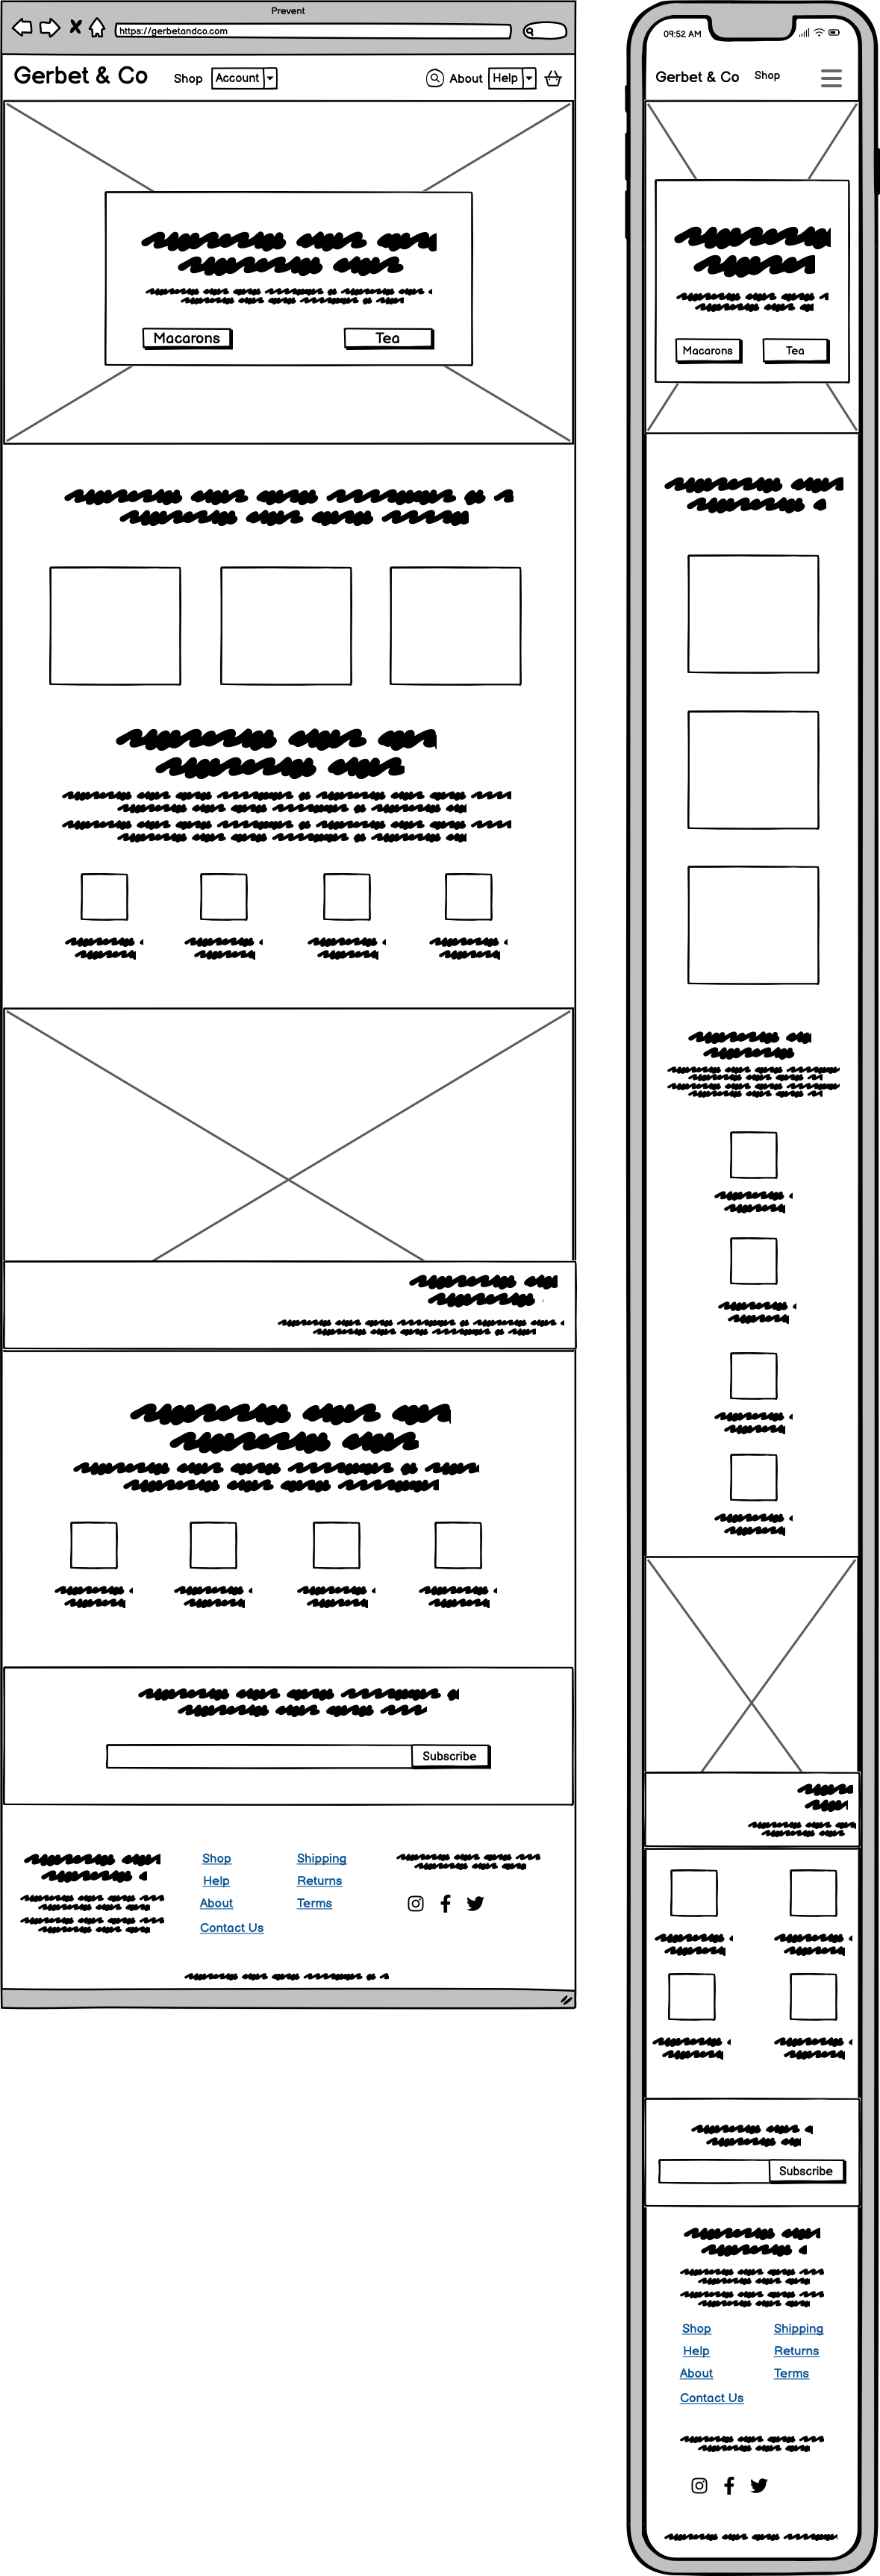 Prevent
https://gerbetandco.com
Gerbet & Co Shop Account About Help
Macarons Tea
Subscribe
Shop Shipping
Help Returns
About Terms
Contact Us
09:52 AM
Gerbet & Co Shop
Macarons Tea
Subscribe
Shop Shipping
Help Returns
About Terms
Contact Us